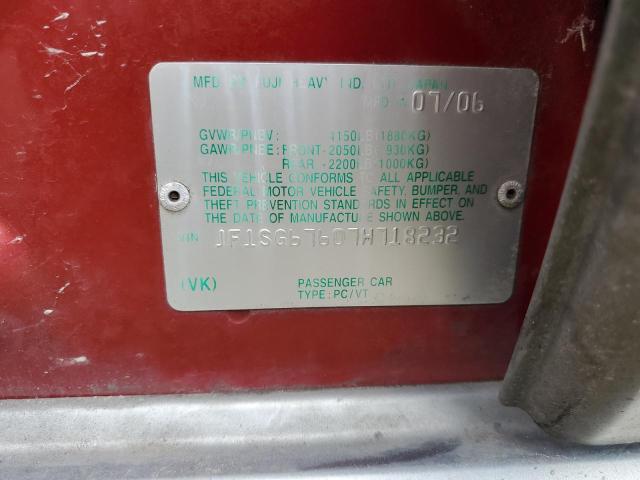 MFD. BY FUJI HEAVY IND. LTD. JAPAN
MFD. 07/06
GVWR/PNBV 4150LB(1880KG)
GAWR/PNBE: FRONT-2050LB( 930KG)
REAR -2200LB(1000KG)
THIS VEHICLE CONFORMS TO ALL APPLICABLE
FEDERAL MOTOR VEHICLE SAFETY, BUMPER, AND
THEFT PREVENTION STANDARDS IN EFFECT ON
THE DATE OF MANUFACTURE SHOWN ABOVE.
VIN JF1SG67607H718232
(VK) PASSENGER CAR
TYPE:PC/VT